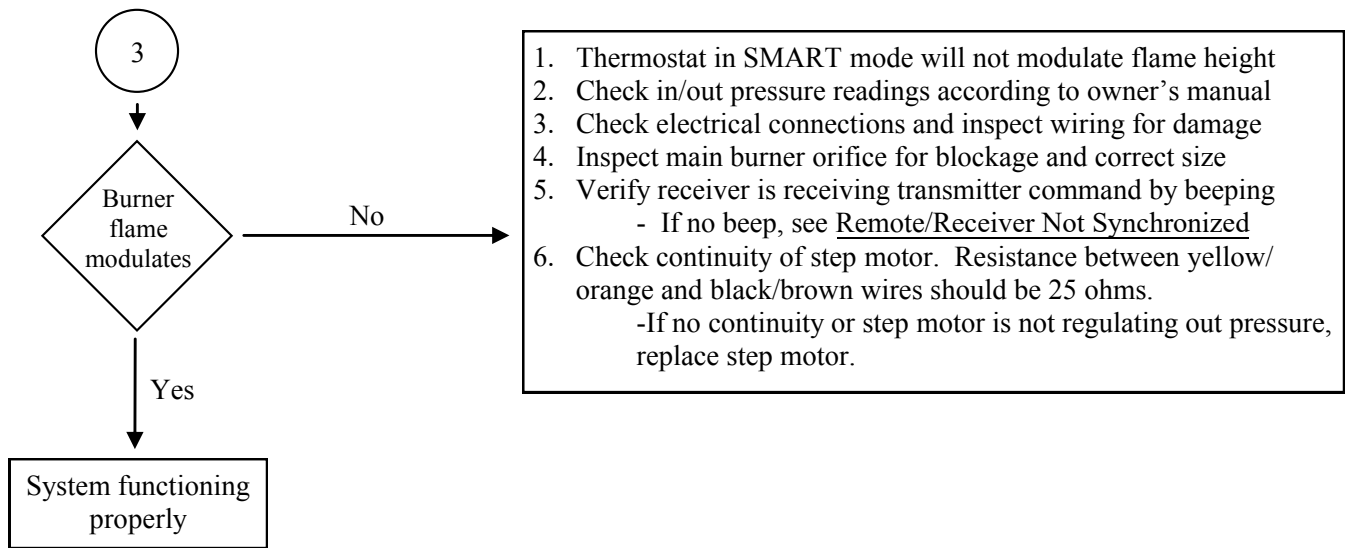 3
Burner
flame
modulates
No
Yes
System functioning
properly
1. Thermostat in SMART mode will not modulate flame height
2. Check in/out pressure readings according to owner’s manual
3. Check electrical connections and inspect wiring for damage
4. Inspect main burner orifice for blockage and correct size
5. Verify receiver is receiving transmitter command by beeping
- If no beep, see Remote/Receiver Not Synchronized
6. Check continuity of step motor. Resistance between yellow/
orange and black/brown wires should be 25 ohms.
-If no continuity or step motor is not regulating out pressure,
replace step motor.